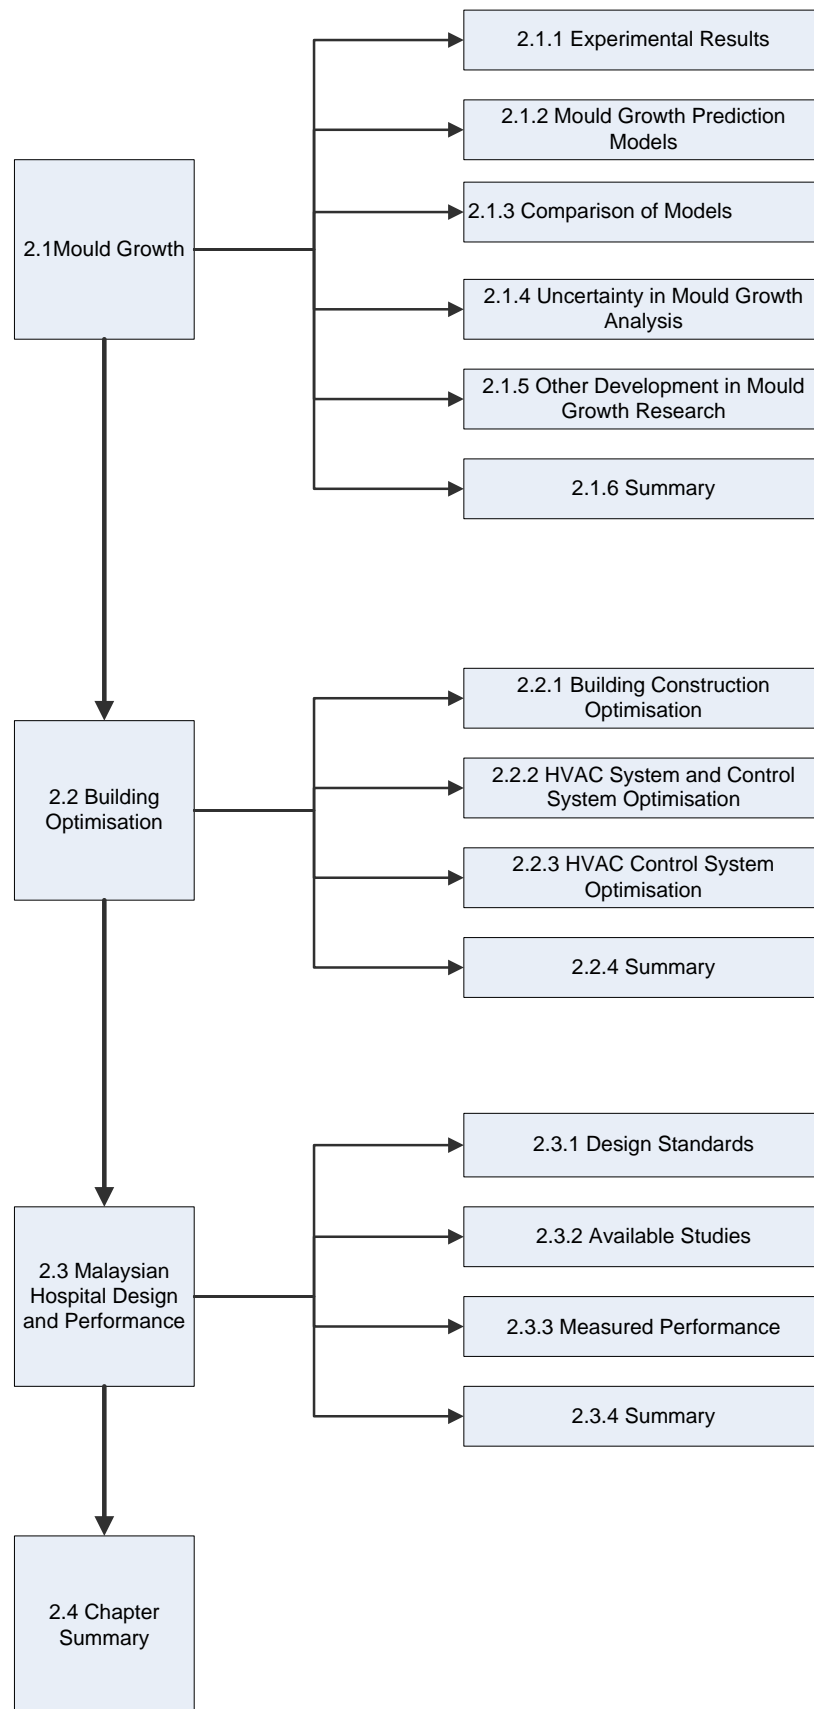 2.1Mould Growth
2.1.1 Experimental Results
2.1.2 Mould Growth Prediction
Models
2.1.3 Comparison of Models
2.1.4 Uncertainty in Mould Growth
Analysis
2.1.5 Other Development in Mould
Growth Research
2.1.6 Summary
2.2 Building
Optimisation
2.2.1 Building Construction
Optimisation
2.2.2 HVAC System and Control
System Optimisation
2.2.3 HVAC Control System
Optimisation
2.2.4 Summary
2.3 Malaysian
Hospital Design
and Performance
2.3.1 Design Standards
2.3.2 Available Studies
2.3.3 Measured Performance
2.3.4 Summary
2.4 Chapter
Summary